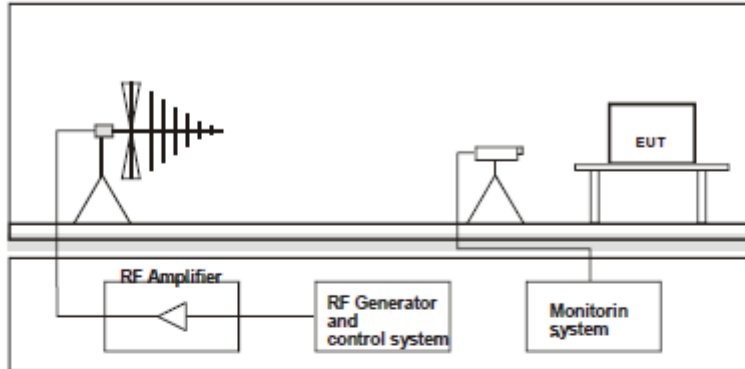 EUT
RF Amplifier
RF Generator
and
control system
Monitorin
system